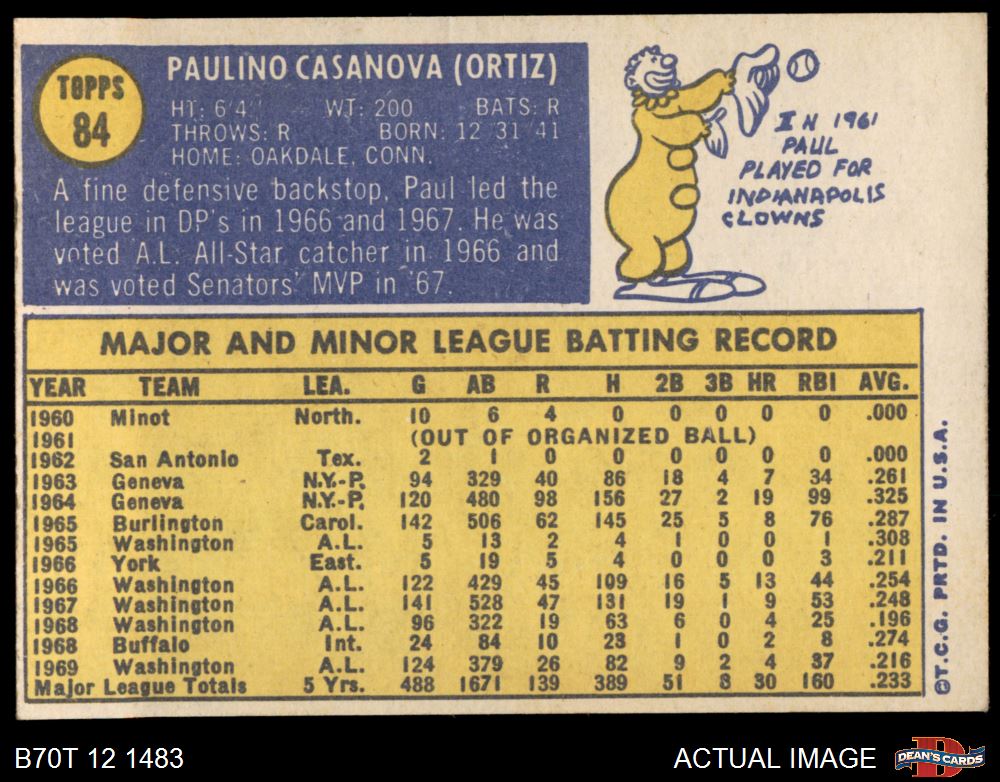 TOPPS
84
PAULINO CASANOVA (ORTIZ)
HT: 6'4" WT: 200 BATS: R
THROWS: R BORN: 12 31 41
HOME: OAKDALE, CONN.
A fine defensive backstop, Paul led the
league in DP's in 1966 and 1967. He was
voted A.L. All-Star catcher in 1966 and
was voted Senators' MVP in '67.
IN 1961
PAUL
PLAYED FOR
INDIANAPOLIS
CLOWNS
MAJOR AND MINOR LEAGUE BATTING RECORD
YEAR TEAM LEA. G AB R H 2B 3B HR RBI AVG.
1960 Minot North. 10 6 4 0 0 0 0 0 .000
1961 (OUT OF ORGANIZED BALL)
1962 San Antonio Tex. 2 1 0 0 0 0 0 0 .000
1963 Geneva N.Y.-P. 94 329 40 86 18 4 7 34 .261
1964 Geneva N.Y.-P. 120 480 98 156 27 2 19 99 .325
1965 Burlington Carol. 142 506 62 145 25 5 8 76 .287
1965 Washington A.L. 5 13 2 4 1 0 0 1 .308
1966 York East. 5 19 5 4 0 0 0 3 .211
1966 Washington A.L. 122 429 45 109 16 5 13 44 .254
1967 Washington A.L. 141 528 47 131 19 1 9 53 .248
1968 Washington A.L. 96 322 19 63 6 0 4 25 .196
1968 Buffalo Int. 24 84 10 23 1 0 2 8 .274
1969 Washington A.L. 124 379 26 82 9 2 4 37 .216
Major League Totals 5 Yrs. 488 1671 139 389 51 8 30 160 .233
©T.C.G. PRTD. IN U.S.A.
B70T 12 1483
ACTUAL IMAGE
D
DEAN'S CARDS